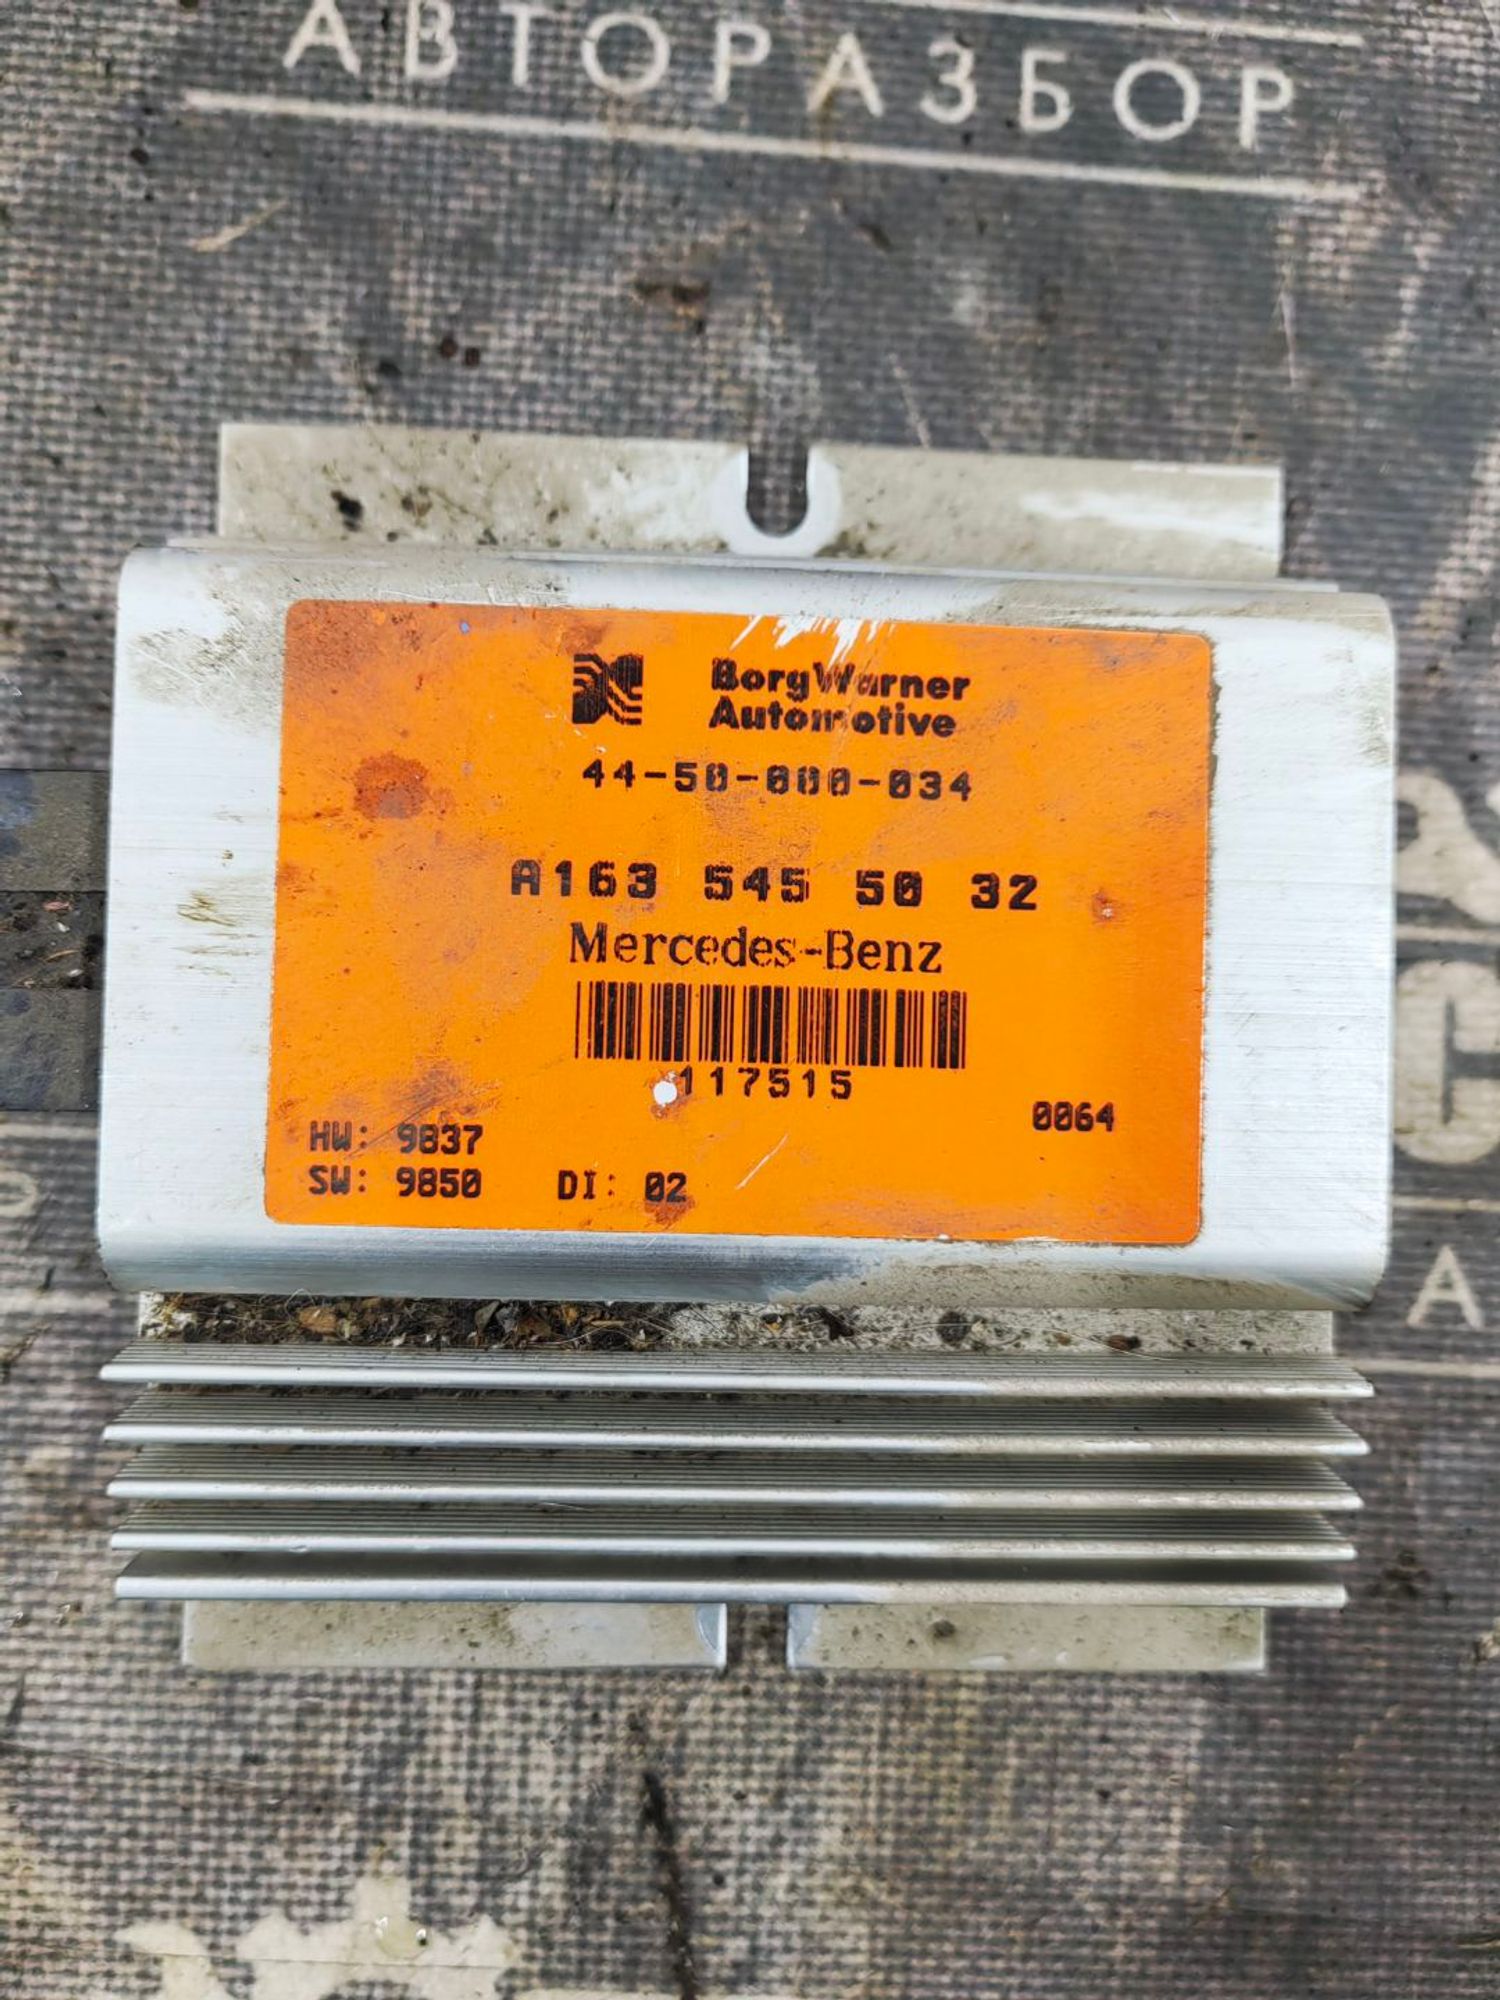 АВТОРАЗБОР
BorgWarner
Automotive
44-50-000-034
A163 545 50 32
Mercedes-Benz
117515
0064
HW: 9837
SW: 9850 DI: 02
А